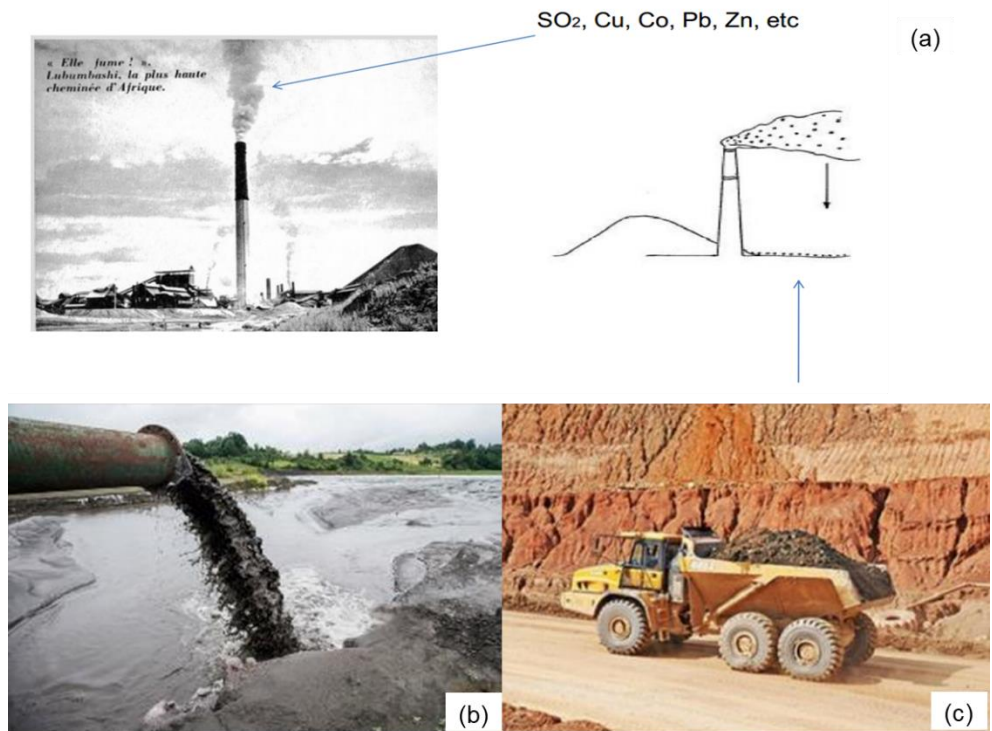 SO₂, Cu, Co, Pb, Zn, etc
(a)
« Elle fume ! ».
Lubumbashi, la plus haute
cheminée d'Afrique.
(b)
(c)